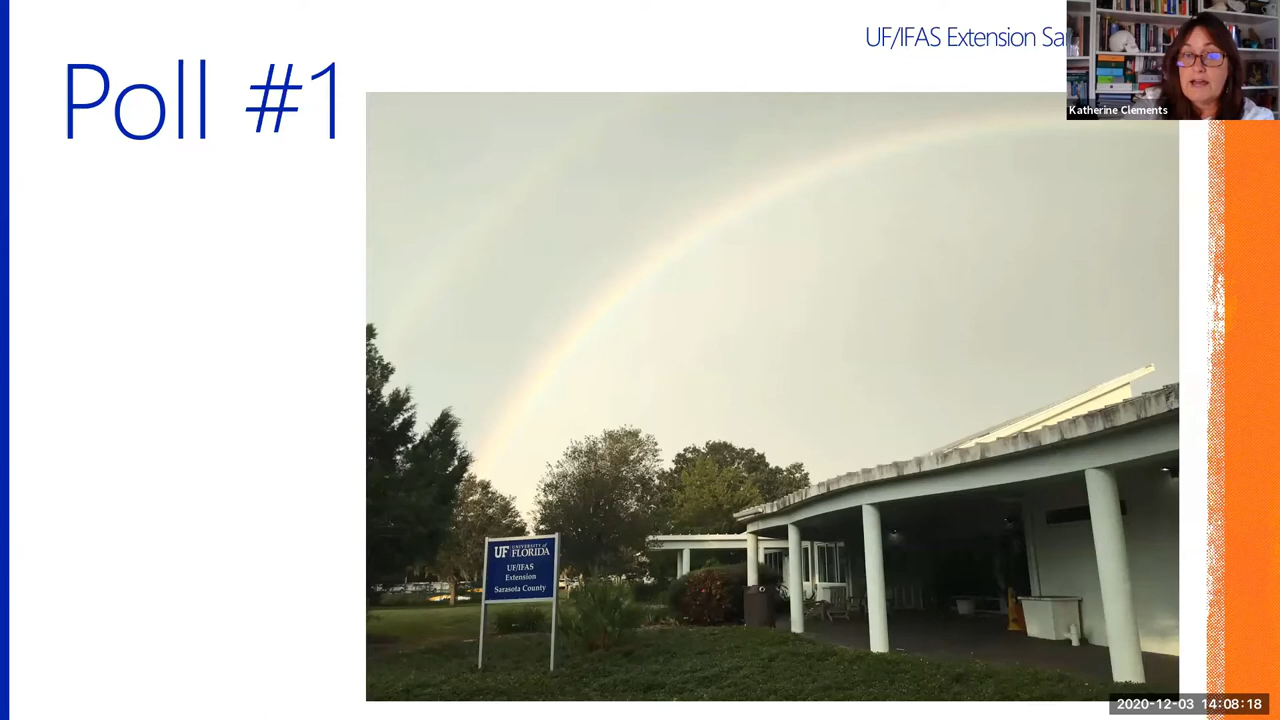 UF/IFAS Extension Sa
Poll #1
Katherine Clements
UF UNIVERSITY of FLORIDA
UF/IFAS
Extension
Sarasota County
2020-12-03 14:08:18